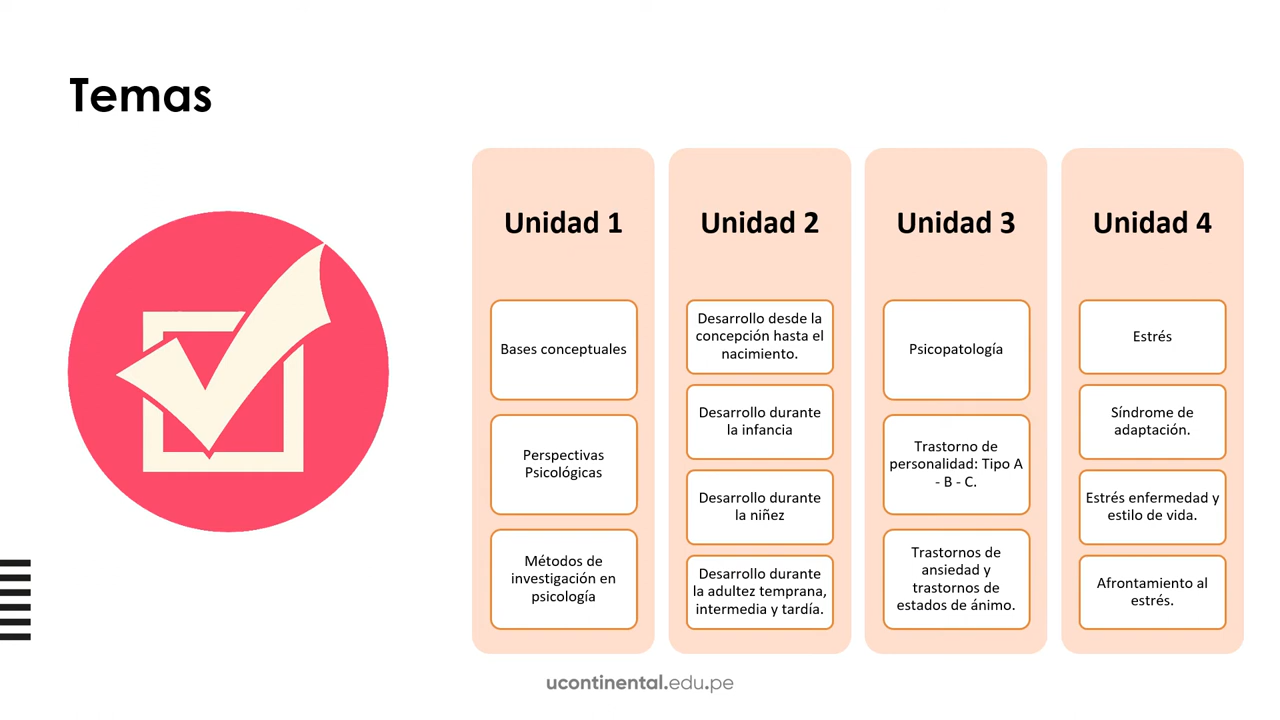 Temas
Unidad 1
Bases conceptuales
Perspectivas
Psicológicas
Métodos de
investigación en
psicología
Unidad 2
Desarrollo desde la
concepción hasta el
nacimiento.
Desarrollo durante
la infancia
Desarrollo durante
la niñez
Desarrollo durante
la adultez temprana,
intermedia y tardía.
Unidad 3
Psicopatología
Trastorno de
personalidad: Tipo A
- B - C.
Trastornos de
ansiedad y
trastornos de
estados de ánimo.
Unidad 4
Estrés
Síndrome de
adaptación.
Estrés enfermedad y
estilo de vida.
Afrontamiento al
estrés.
ucontinental.edu.pe